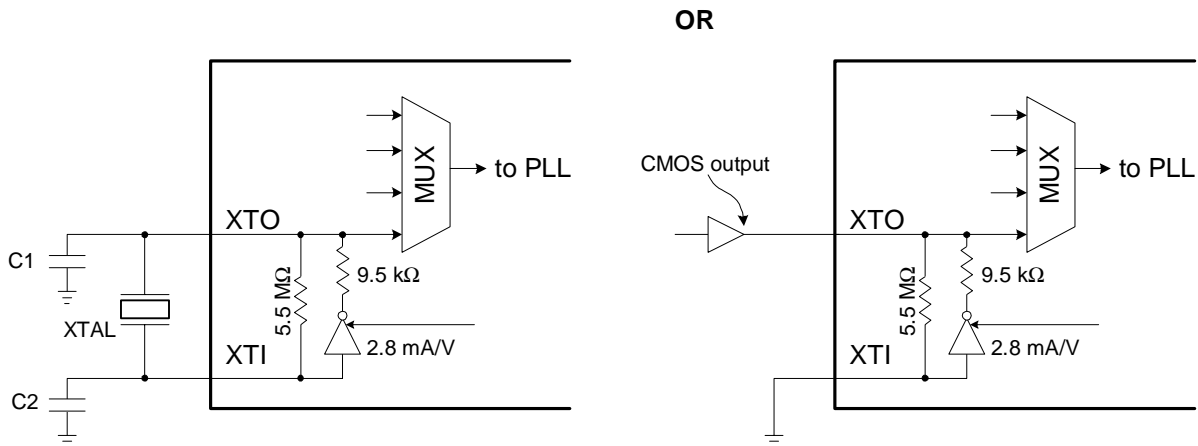 OR
MUX
to PLL
XTO
C1
5.5 MΩ
9.5 kΩ
XTAL
XTI
2.8 mA/V
C2
MUX
to PLL
CMOS output
XTO
5.5 MΩ
9.5 kΩ
XTI
2.8 mA/V